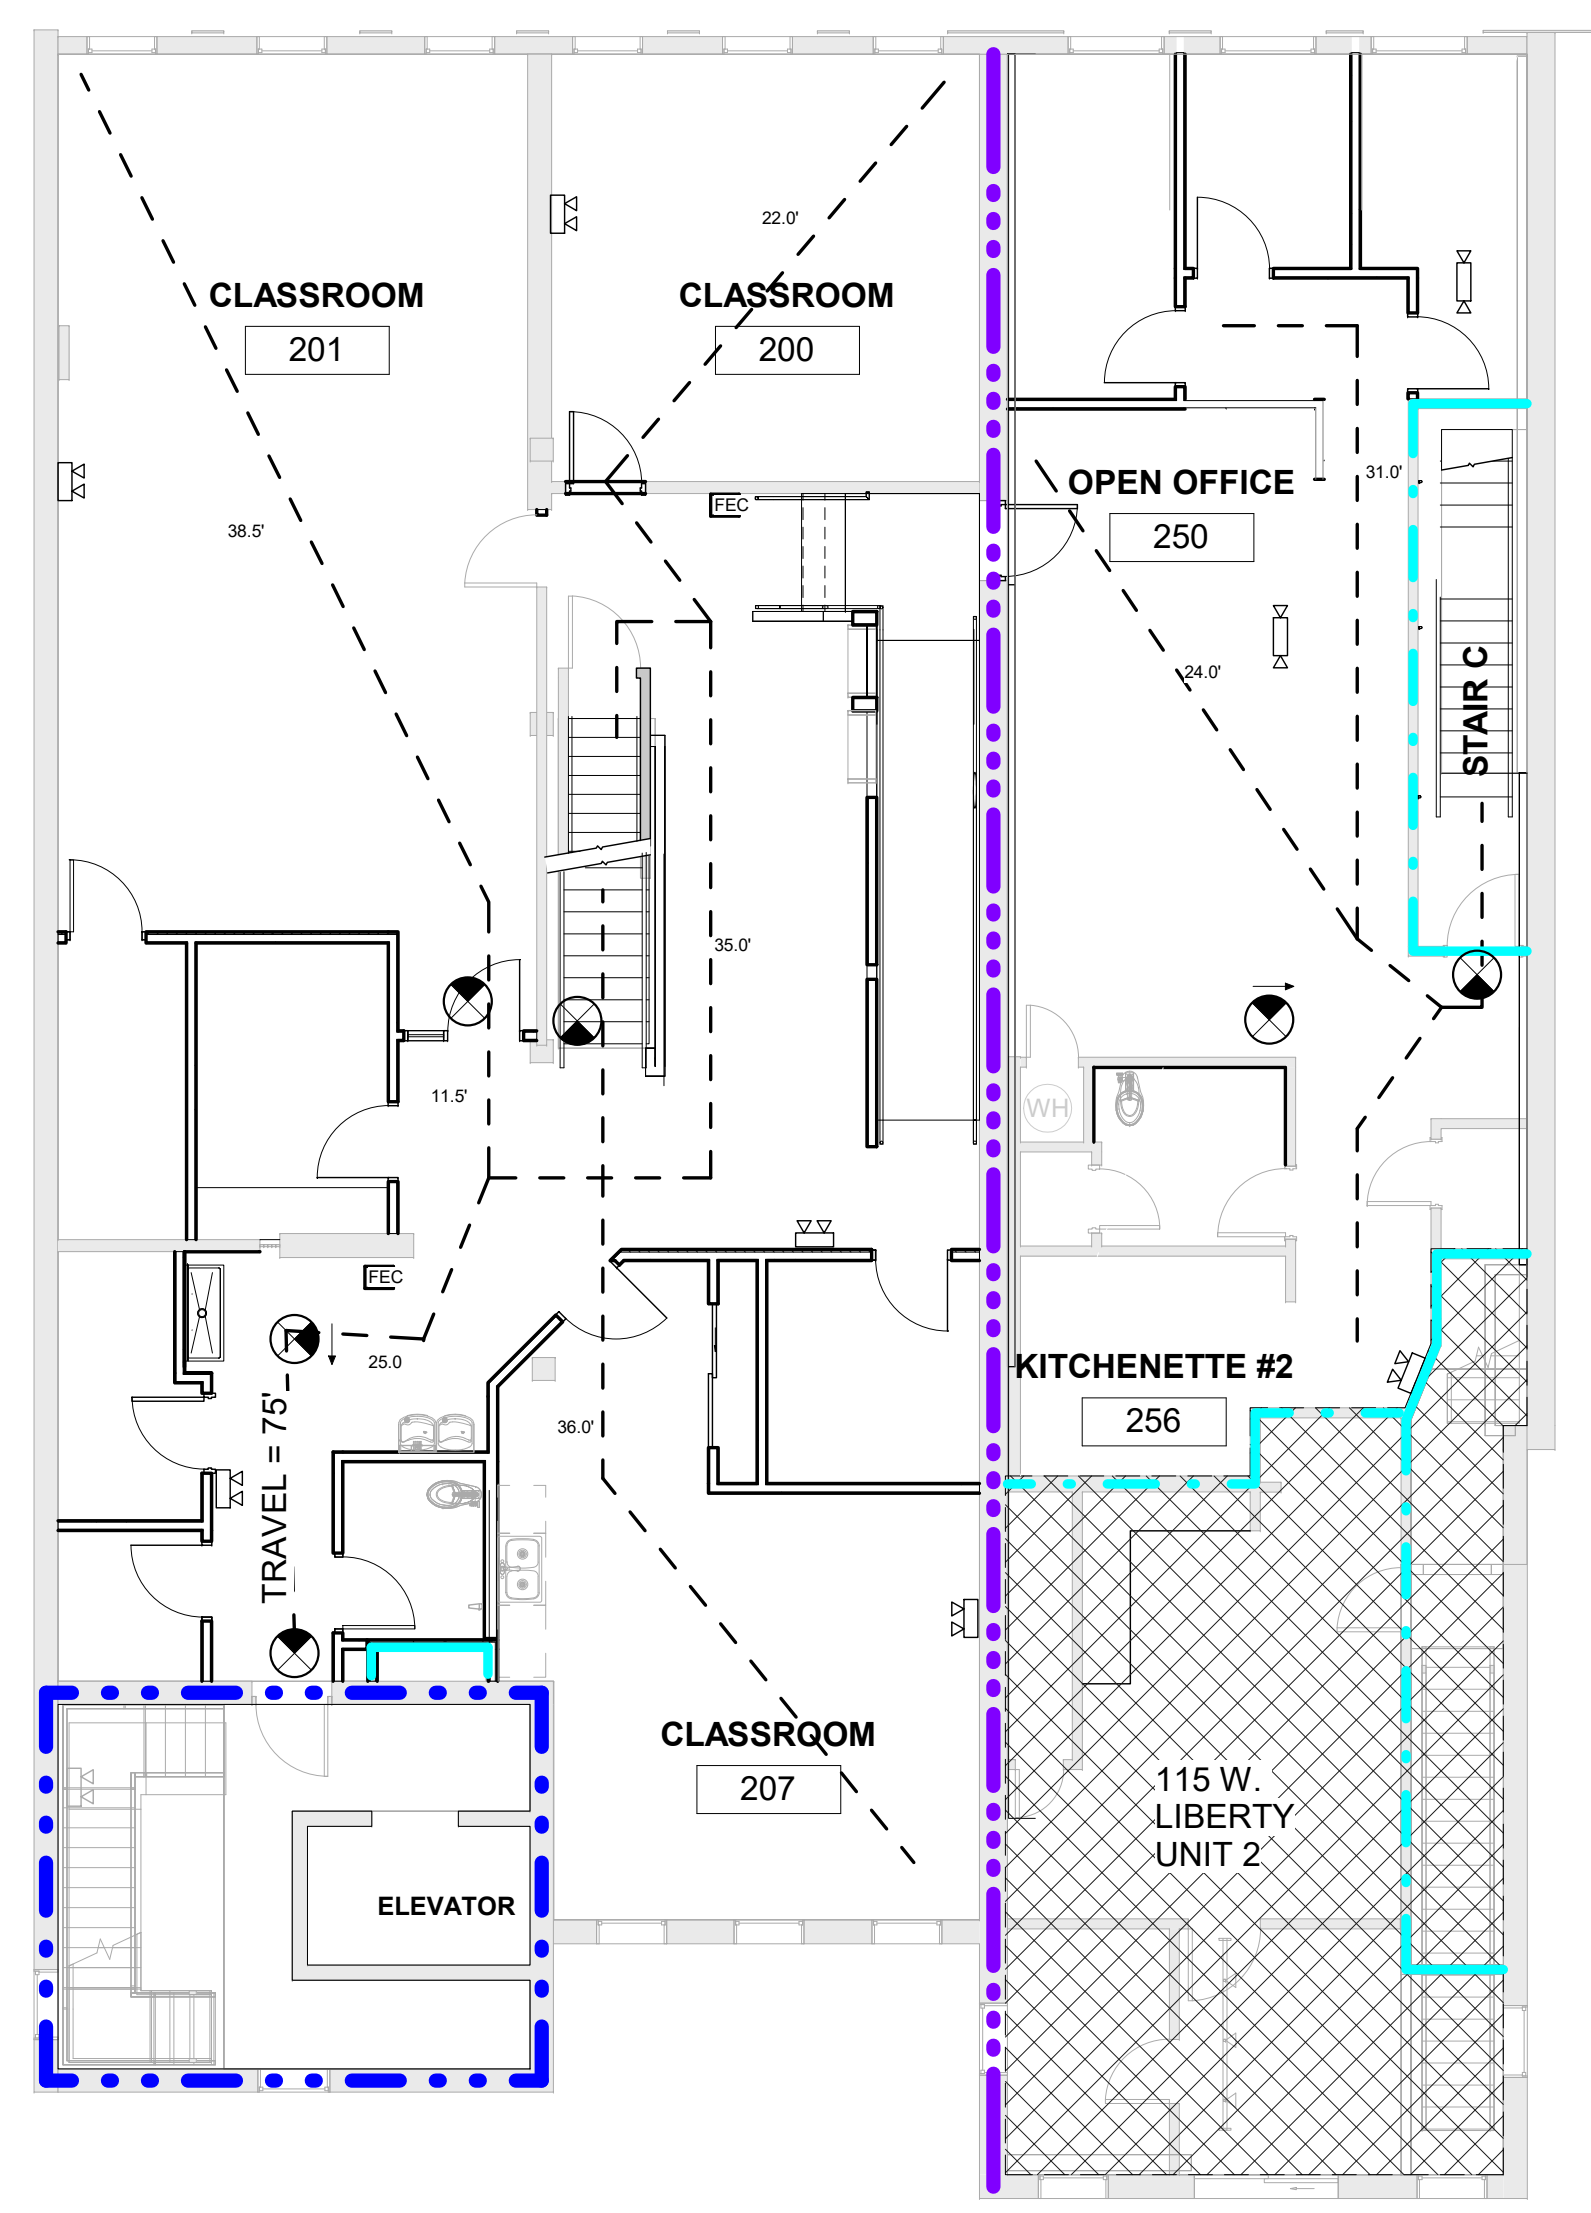 22.0'
CLASSROOM
201
CLASSROOM
200
31.0'
OPEN OFFICE
250
FEC
38.5'
24.0'
STAIR C
35.0'
11.5'
WH
FEC
25.0
KITCHENETTE #2
256
TRAVEL = 75'
36.0'
CLASSROOM
207
115 W.
LIBERTY
UNIT 2
ELEVATOR